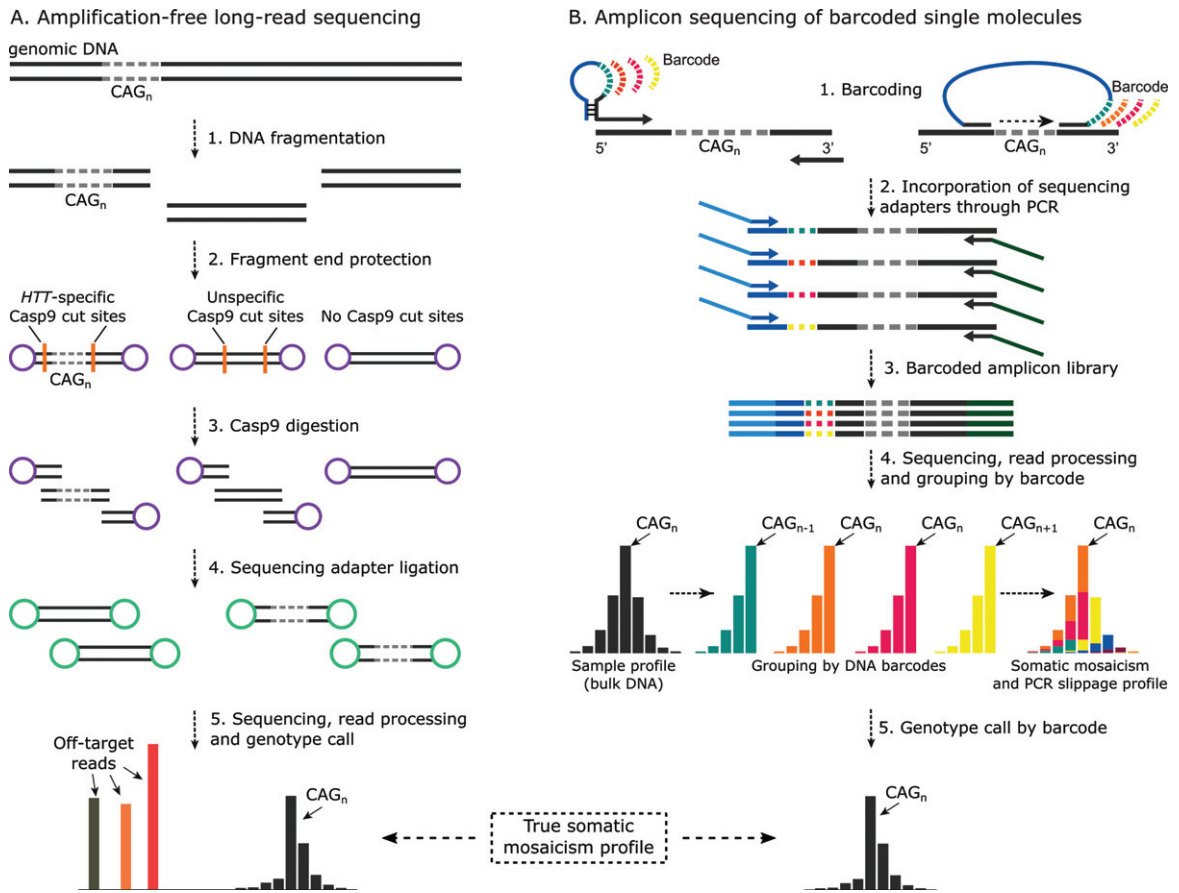 A. Amplification-free long-read sequencing
genomic DNA
CAGn
1. DNA fragmentation
CAGn
2. Fragment end protection
HTT-specific
Casp9 cut sites
Unspecific
Casp9 cut sites
No Casp9 cut sites
CAGn
3. Casp9 digestion
4. Sequencing adapter ligation
5. Sequencing, read processing
and genotype call
Off-target
reads
CAGn
B. Amplicon sequencing of barcoded single molecules
Barcode
1. Barcoding
Barcode
5’
CAGn
3’
5’
CAGn
3’
2. Incorporation of sequencing
adapters through PCR
3. Barcoded amplicon library
4. Sequencing, read processing
and grouping by barcode
CAGn
CAGn-1
CAGn
CAGn
CAGn+1
CAGn
Sample profile
(bulk DNA)
Grouping by DNA barcodes
Somatic mosaicism
and PCR slippage profile
5. Genotype call by barcode
CAGn
True somatic
mosaicism profile